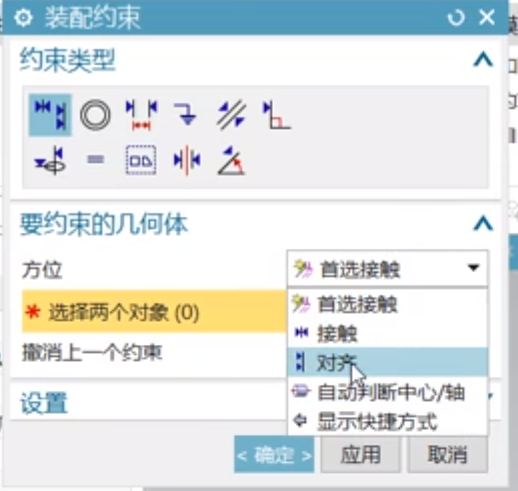 装配约束
约束类型
要约束的几何体
方位
首选接触
* 选择两个对象 (0)
首选接触
接触
对齐
撤消上一个约束
自动判断中心/轴
设置
显示快捷方式
< 确定 >
应用
取消